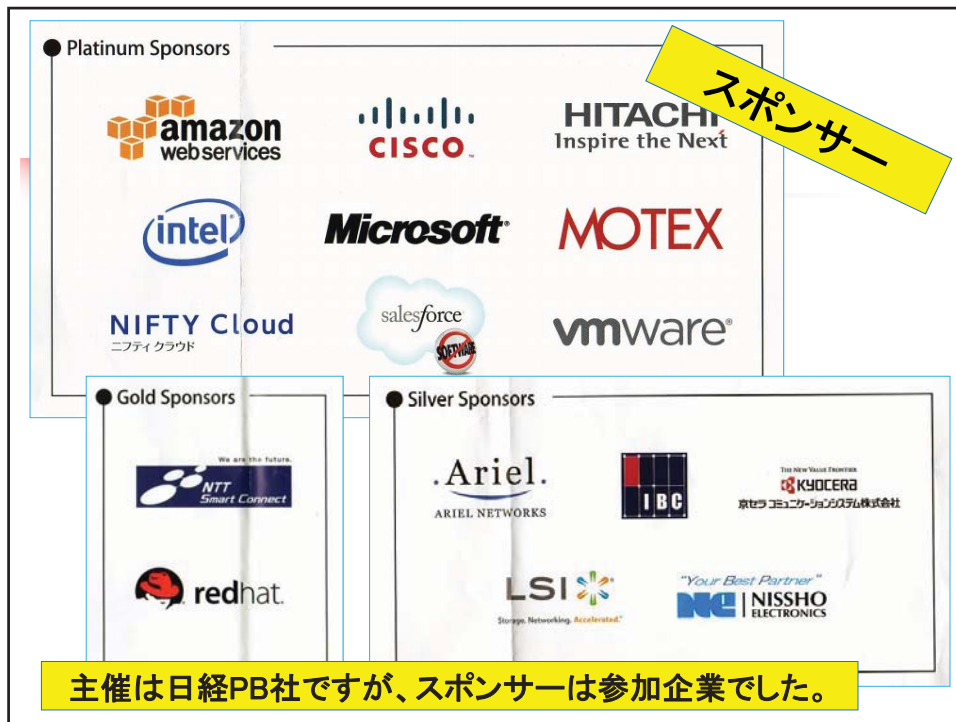 Platinum Sponsors
スポンサー
amazon
webservices
CISCO
HITACHI
Inspire the Next
intel
Microsoft
MOTEX
NIFTY Cloud
ニフティクラウド
salesforce
SOFTWARE
vmware
Gold Sponsors
We are the future.
NTT
Smart Connect
redhat.
Silver Sponsors
.Ariel.
ARIEL NETWORKS
IBC
THE NEW VALUE FRONTIER
KYOCERA
京セラ コミュニケーションシステム株式会社
LSI
Storage. Networking. Accelerated.
"Your Best Partner"
NISSHO
ELECTRONICS
主催は日経PB社ですが、スポンサーは参加企業でした。